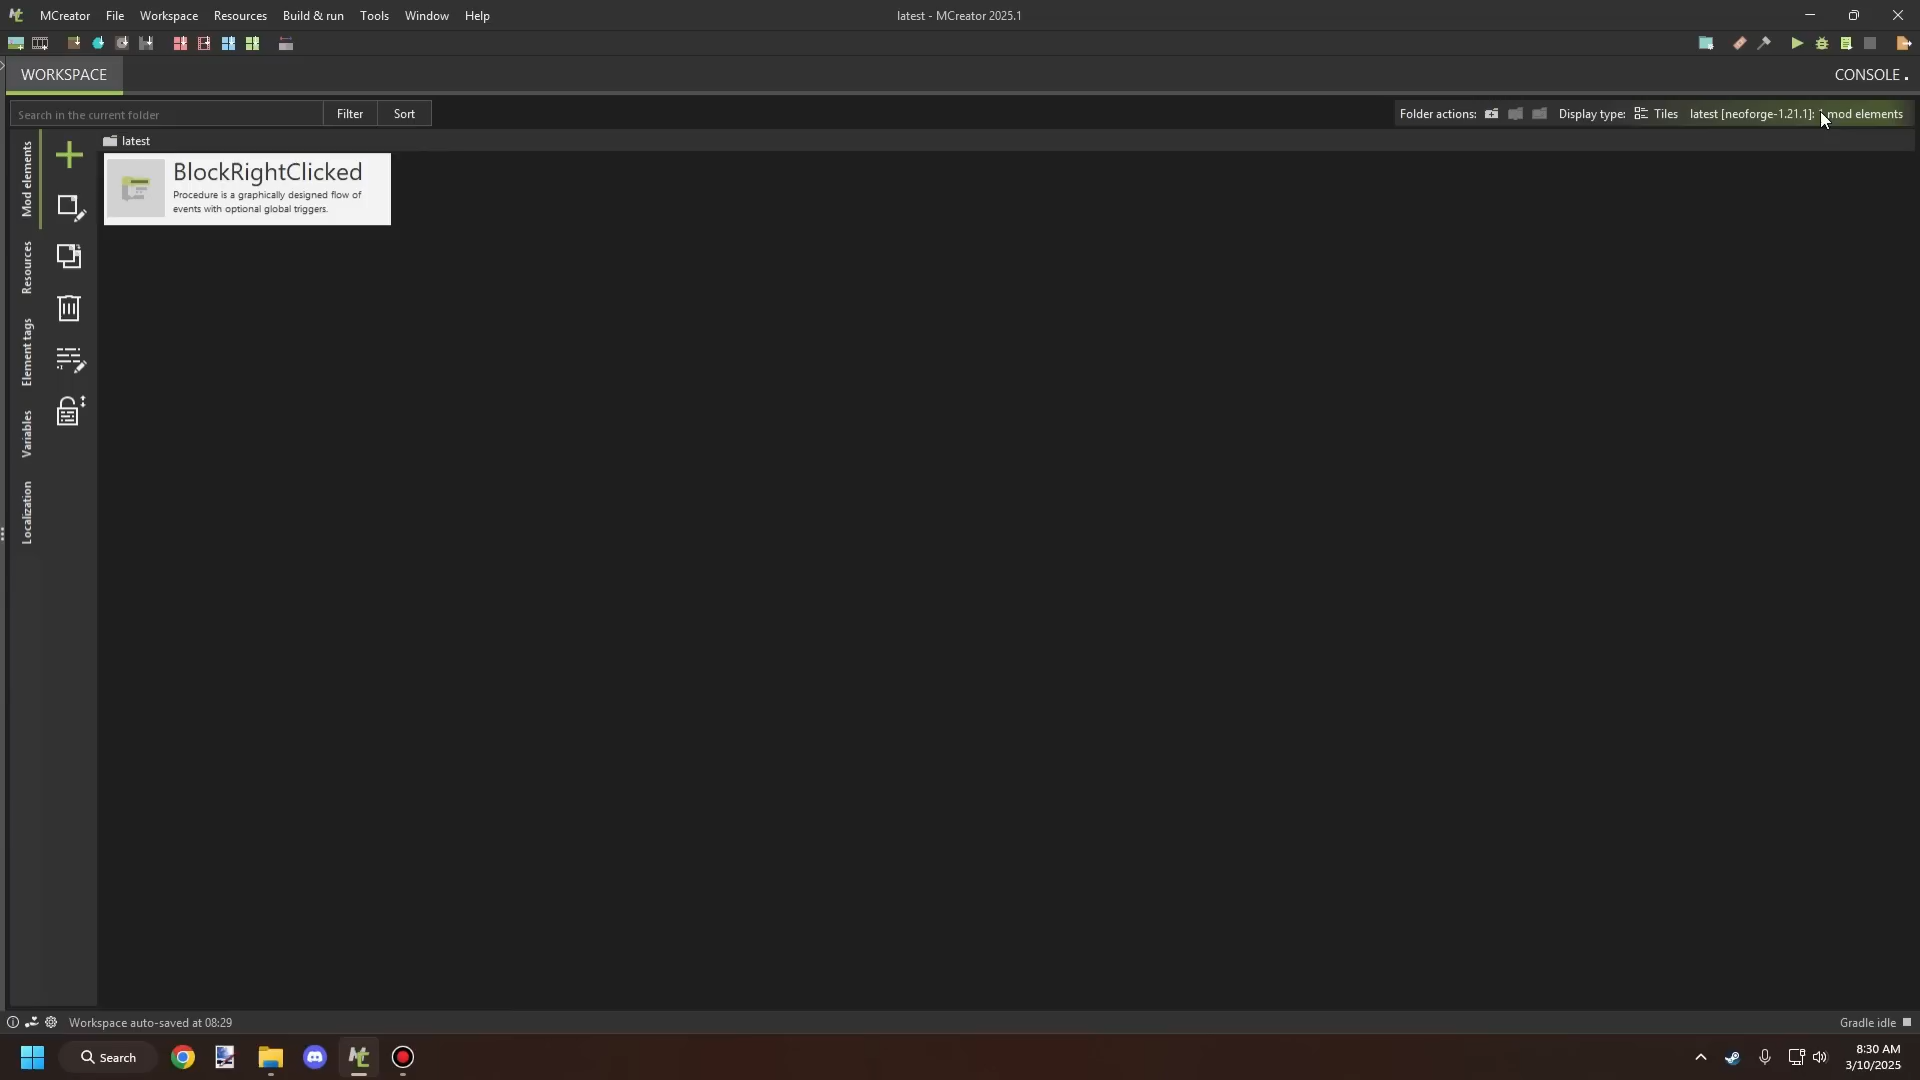 MCreator File Workspace Resources Build & run Tools Window Help latest - MCreator 2025.1
WORKSPACE CONSOLE
Search in the current folder Filter Sort Folder actions: Display type: Tiles latest [neoforge-1.21.1]: mod elements
latest
BlockRightClicked
Procedure is a graphically designed flow of
events with optional global triggers.
Mod elements
Resources
Element tags
Variables
Localization
Workspace auto-saved at 08:29 Gradle idle
Search 8:30 AM
3/10/2025